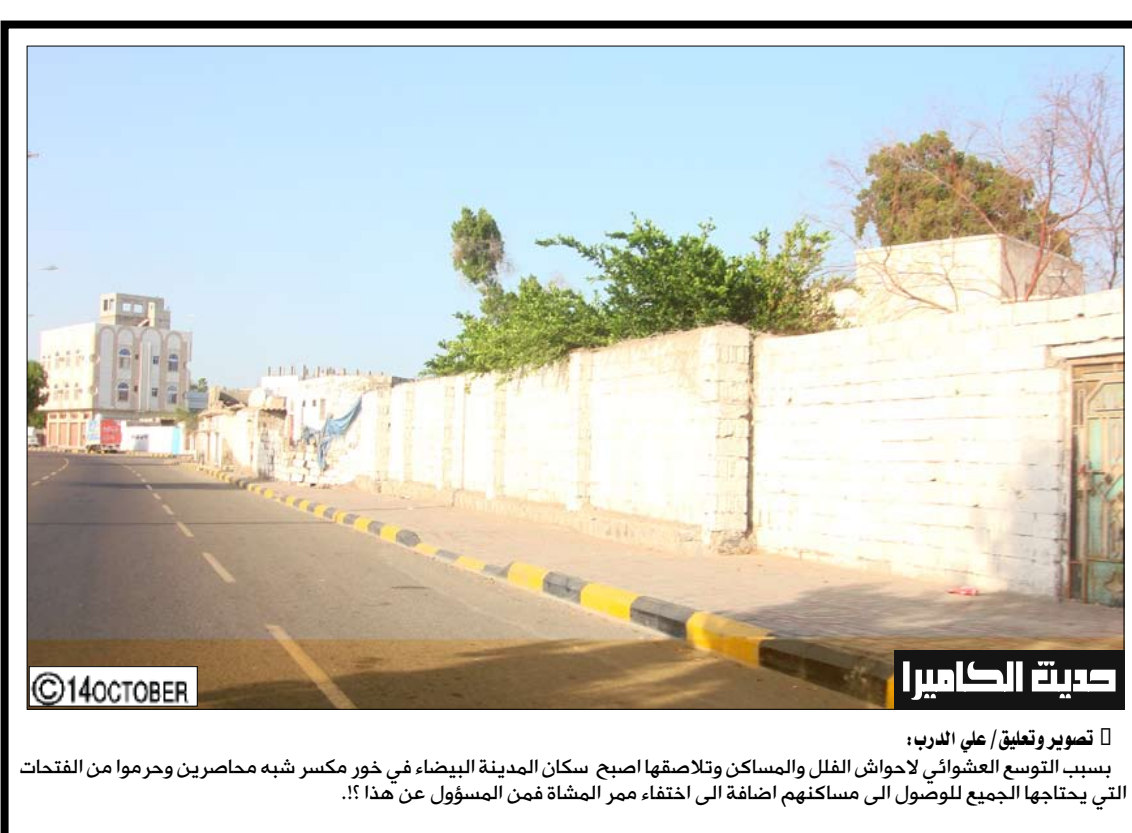 ©14OCTOBER
حديث الكاميرا
تصوير وتعليق/ علي الدرب:
بسبب التوسع العشوائي لاحواش الفلل والمساكن وتلاصقها اصبح سكان المدينة البيضاء في خور مكسر شبه محاصرين وحرموا من الفتحات
التي يحتاجها الجميع للوصول الى مساكنهم اضافة الى اختفاء ممر المشاة فمن المسؤول عن هذا ؟!.